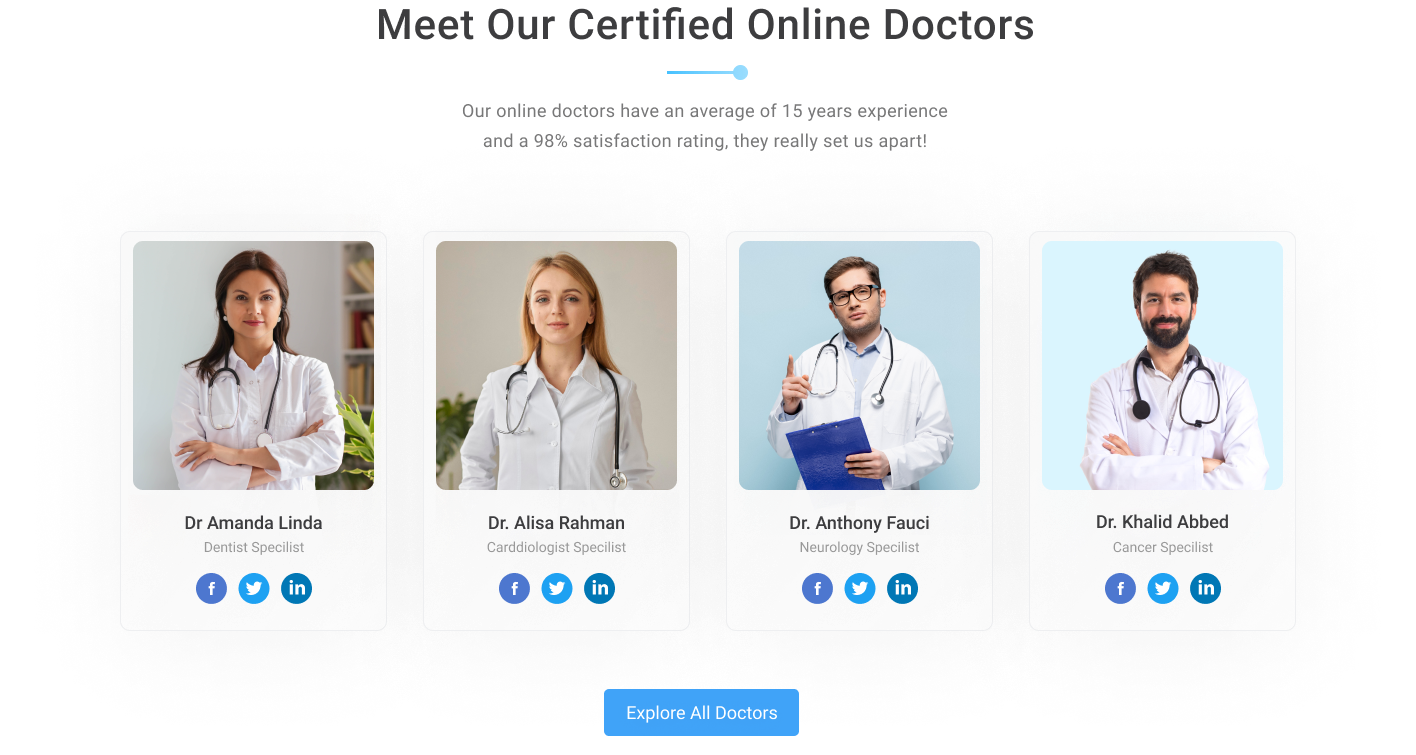 Meet Our Certified Online Doctors
Our online doctors have an average of 15 years experience
and a 98% satisfaction rating, they really set us apart!
Dr Amanda Linda
Dentist Specilist
f
in
Dr. Alisa Rahman
Carddiologist Specilist
f
in
Dr. Anthony Fauci
Neurology Specilist
f
in
Dr. Khalid Abbed
Cancer Specilist
f
in
Explore All Doctors